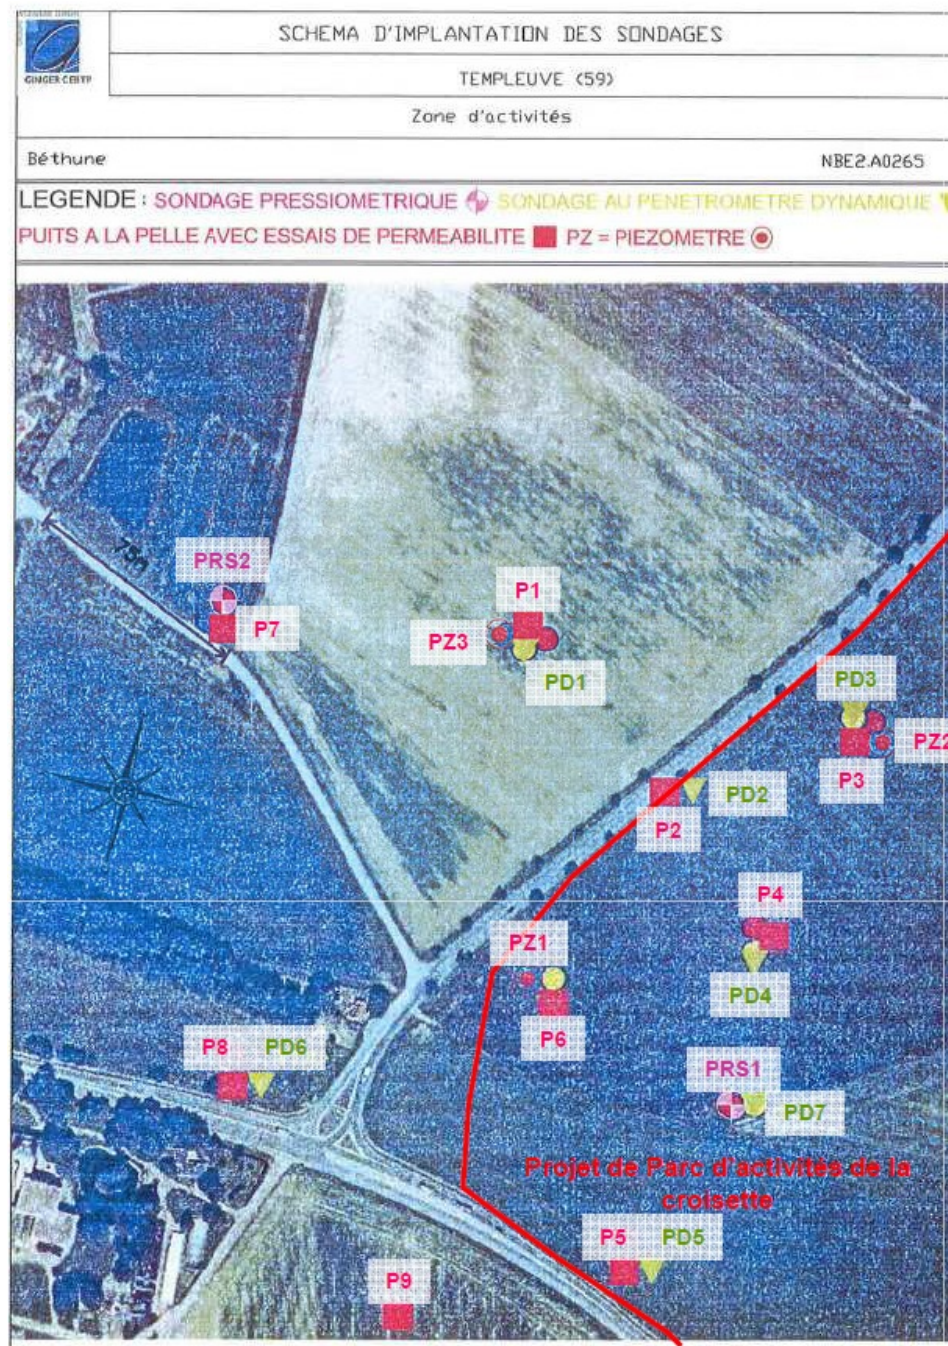 GINGER CEBTP
SCHEMA D'IMPLANTATION DES SONDAGES
TEMPLEUVE (59)
Zone d'activités
Béthune
NBE2.A0265
LEGENDE : SONDAGE PRESSIOMETRIQUE SONDAGE AU PENETROMETRE DYNAMIQUE
PUITS A LA PELLE AVEC ESSAIS DE PERMEABILITE PZ = PIEZOMETRE
75m
PRS2
P7
P1
PZ3
PD1
PD3
PZ2
P3
PD2
P2
P4
PZ1
PD4
P6
P8 PD6
PRS1
PD7
Projet de Parc d'activités de la
croisette
P5 PD5
P9